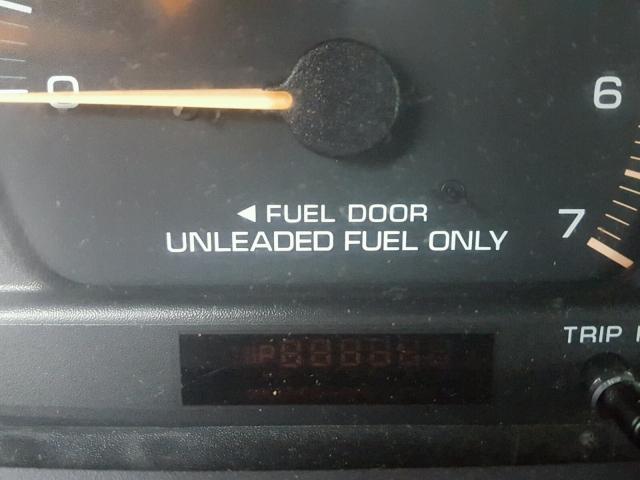 0
6
◄ FUEL DOOR
7
UNLEADED FUEL ONLY
TRIP